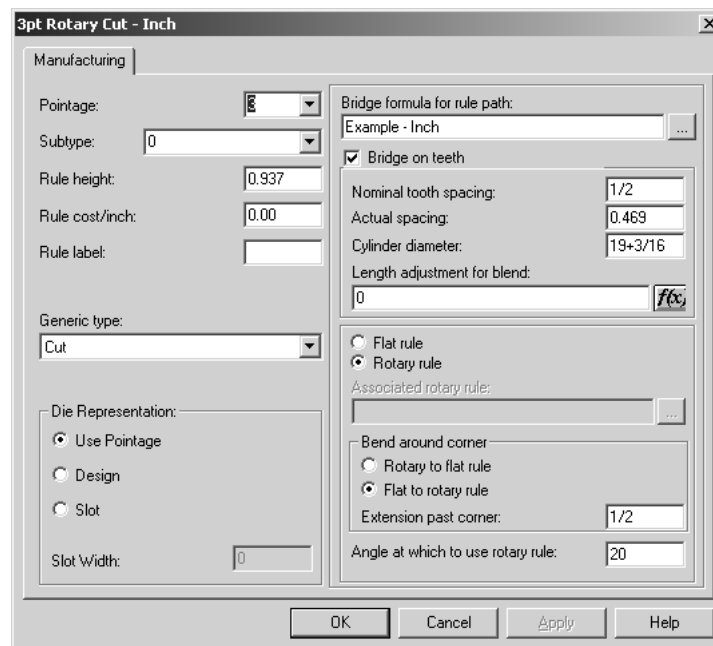 3pt Rotary Cut - Inch
Manufacturing
Pointage: 3
Subtype: 0
Rule height: 0.937
Rule cost/inch: 0.00
Rule label:
Generic type:
Cut
Die Representation:
Use Pointage
Design
Slot
Slot Width: 0
Bridge formula for rule path:
Example - Inch ...
Bridge on teeth
Nominal tooth spacing: 1/2
Actual spacing: 0.469
Cylinder diameter: 19+3/16
Length adjustment for blend:
0 f(x)
Flat rule
Rotary rule
Associated rotary rule:
...
Bend around corner
Rotary to flat rule
Flat to rotary rule
Extension past corner: 1/2
Angle at which to use rotary rule: 20
OK Cancel Apply Help